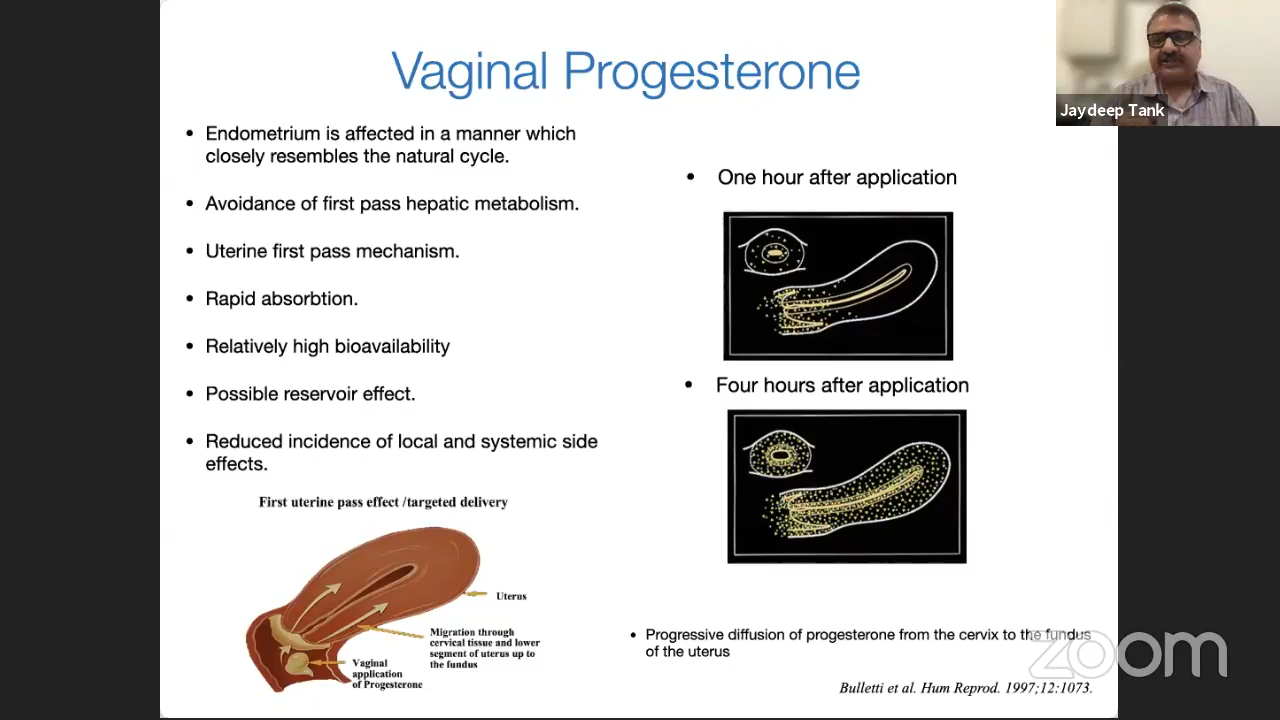 Vaginal Progesterone
Jaydeep Tank
• Endometrium is affected in a manner which
closely resembles the natural cycle.
• Avoidance of first pass hepatic metabolism.
• Uterine first pass mechanism.
• Rapid absorbtion.
• Relatively high bioavailability
• Possible reservoir effect.
• Reduced incidence of local and systemic side
effects.
First uterine pass effect /targeted delivery
Uterus
Migration through
cervical tissue and lower
segment of uterus up to
the fundus
Vaginal
application
of Progesterone
• One hour after application
• Four hours after application
• Progressive diffusion of progesterone from the cervix to the fundus
of the uterus
zoom
Bulletti et al. Hum Reprod. 1997;12:1073.